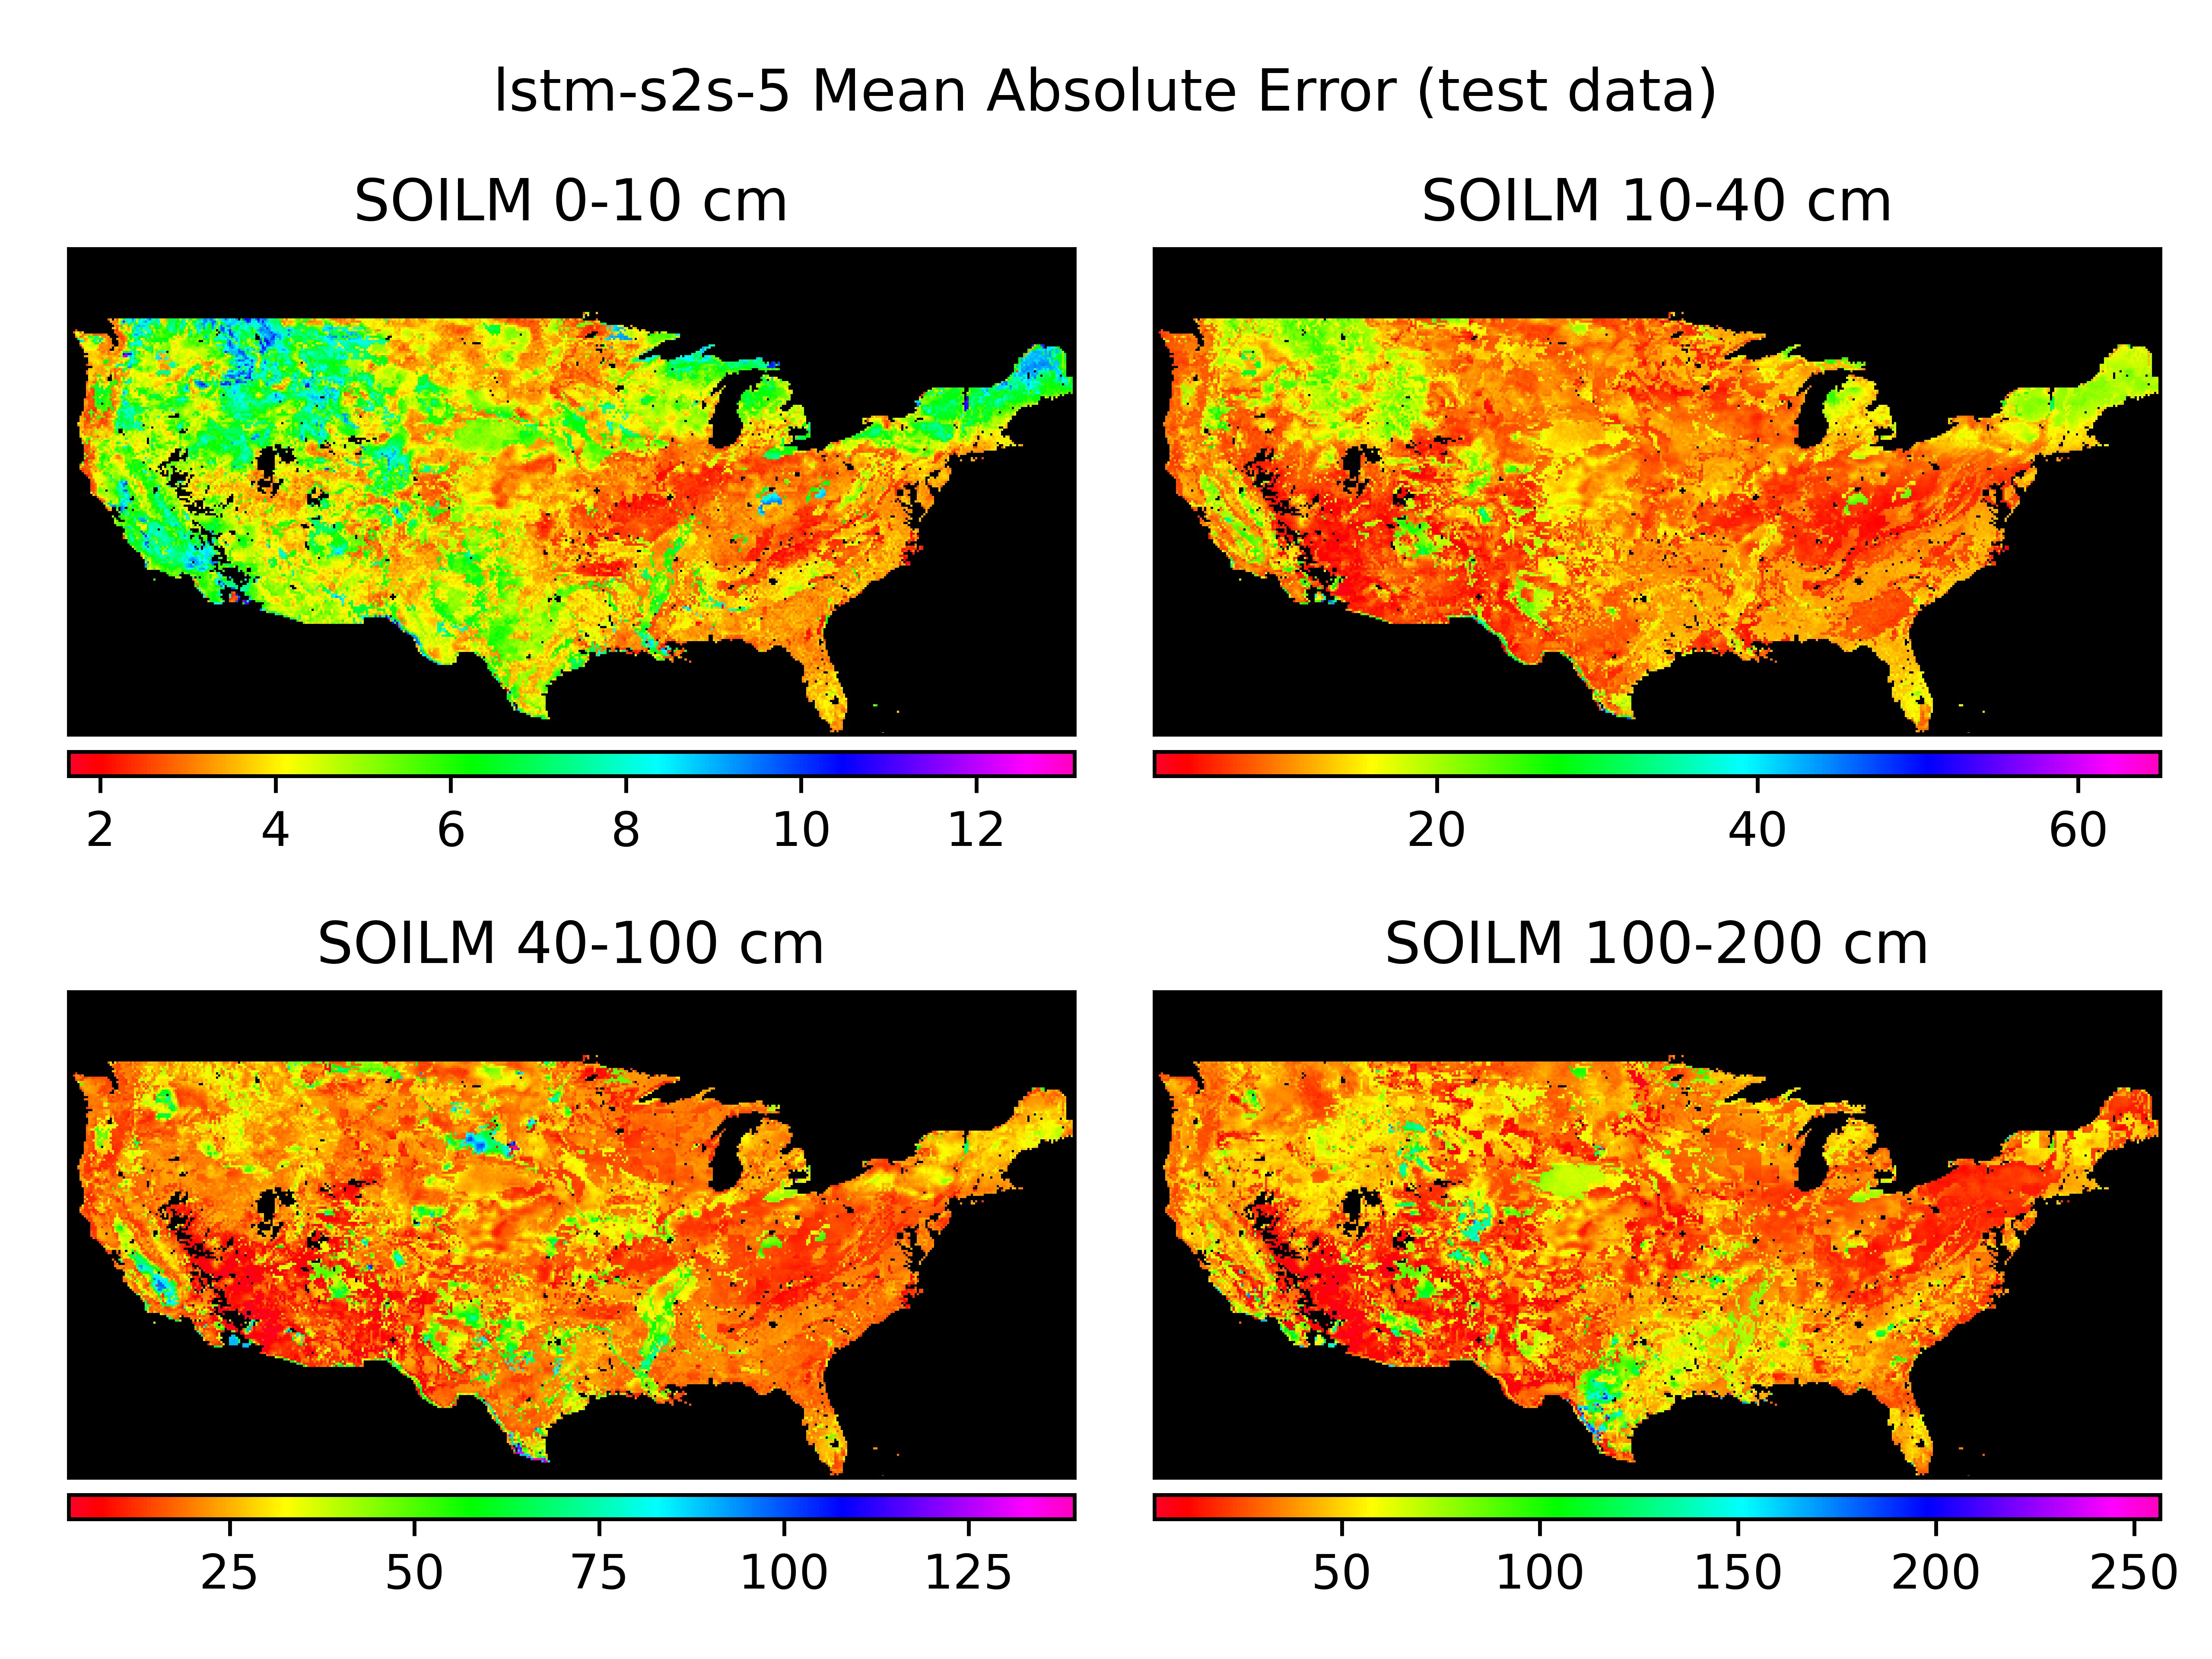 lstm-s2s-5 Mean Absolute Error (test data)
SOILM 0-10 cm
SOILM 10-40 cm
2 4 6 8 10 12
20 40 60
SOILM 40-100 cm
SOILM 100-200 cm
25 50 75 100 125
50 100 150 200 250